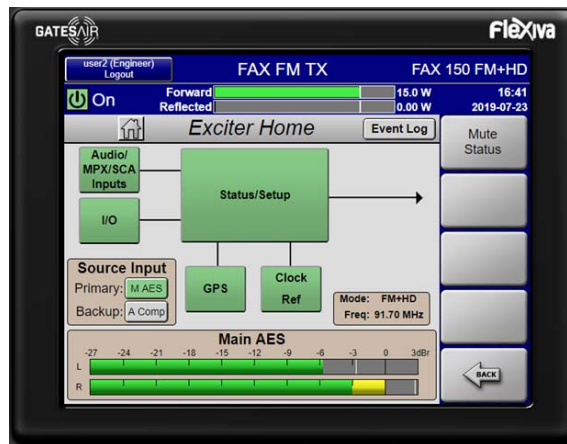 GATESAIR
Flexiva
user2 (Engineer)
Logout
FAX FM TX
FAX 150 FM+HD
On
Forward
15.0 W
Reflected
0.00 W
16:41
2019-07-23
Exciter Home
Event Log
Mute
Status
Audio/
MPX/SCA
Inputs
Status/Setup
I/O
Source Input
Primary: M AES
Backup: A Comp
GPS
Clock
Ref
Mode: FM+HD
Freq: 91.70 MHz
Main AES
-27 -24 -21 -18 -15 -12 -9 -6 -3 0 3dBr
L
R
BACK